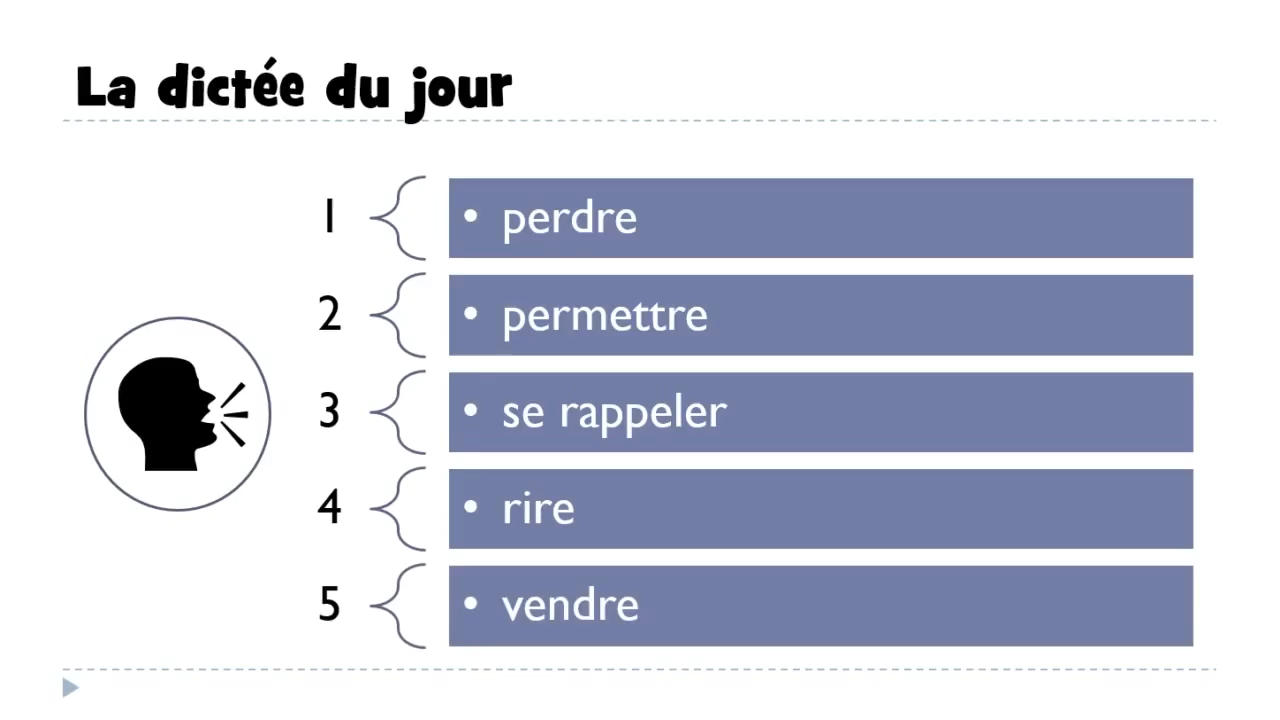 La dictée du jour
1 • perdre
2 • permettre
3 • se rappeler
4 • rire
5 • vendre